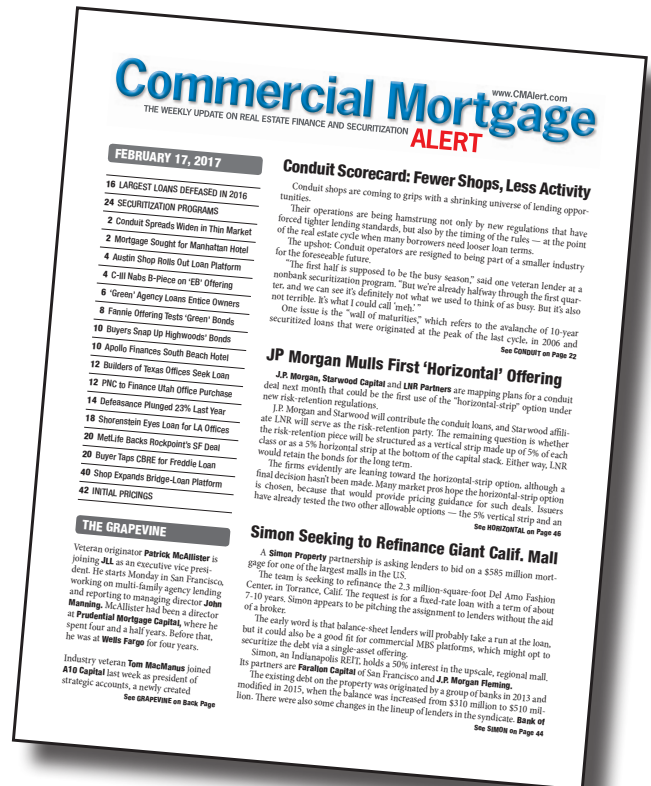 www.CMAlert.com
Commercial Mortgage
ALERT
THE WEEKLY UPDATE ON REAL ESTATE FINANCE AND SECURITIZATION
FEBRUARY 17, 2017
16 LARGEST LOANS DEFEASED IN 2016
24 SECURITIZATION PROGRAMS
2 Conduit Spreads Widen in Thin Market
2 Mortgage Sought for Manhattan Hotel
4 Austin Shop Rolls Out Loan Platform
4 C-III Nabs B-Piece on 'EB' Offering
6 'Green' Agency Loans Entice Owners
8 Fannie Offering Tests 'Green' Bonds
10 Buyers Snap Up Highwoods' Bonds
10 Apollo Finances South Beach Hotel
12 Builders of Texas Offices Seek Loan
12 PNC to Finance Utah Office Purchase
14 Defeasance Plunged 23% Last Year
18 Shorenstein Eyes Loan for LA Offices
20 MetLife Backs Rockpoint's SF Deal
20 Buyer Taps CBRE for Freddie Loan
40 Shop Expands Bridge-Loan Platform
42 INITIAL PRICINGS
THE GRAPEVINE
Veteran originator Patrick McAllister is
joining JLL as an executive vice presi-
dent. He starts Monday in San Francisco,
working on multi-family agency lending
and reporting to managing director John
Manning. McAllister had been a director
at Prudential Mortgage Capital, where he
spent four and a half years. Before that,
he was at Wells Fargo for four years.
Industry veteran Tom MacManus joined
A10 Capital last week as president of
strategic accounts, a newly created
See GRAPEVINE on Back Page
Conduit Scorecard: Fewer Shops, Less Activity
Conduit shops are coming to grips with a shrinking universe of lending oppor-
tunities.
Their operations are being hamstrung not only by new regulations that have
forced tighter lending standards, but also by the timing of the rules — at the point
of the real estate cycle when many borrowers need looser loan terms.
The upshot: Conduit operators are resigned to being part of a smaller industry
for the foreseeable future.
"The first half is supposed to be the busy season," said one veteran lender at a
nonbank securitization program. "But we're already halfway through the first quar-
ter, and we can see it's definitely not what we used to think of as busy. But it's also
not terrible. It's what I could call 'meh.' "
One issue is the "wall of maturities," which refers to the avalanche of 10-year
securitized loans that were originated at the peak of the last cycle, in 2006 and
See CONDUIT on Page 22
JP Morgan Mulls First 'Horizontal' Offering
J.P. Morgan, Starwood Capital and LNR Partners are mapping plans for a conduit
deal next month that could be the first use of the "horizontal-strip" option under
new risk-retention regulations.
J.P. Morgan and Starwood will contribute the conduit loans, and Starwood affili-
ate LNR will serve as the risk-retention party. The remaining question is whether
the risk-retention piece will be structured as a vertical strip made up of 5% of each
class or as a 5% horizontal strip at the bottom of the capital stack. Either way, LNR
would retain the bonds for the long term.
The firms evidently are leaning toward the horizontal-strip option, although a
final decision hasn't been made. Many market pros hope the horizontal-strip option
is chosen, because that would provide pricing guidance for such deals. Issuers
have already tested the two other allowable options — the 5% vertical strip and an
See HORIZONTAL on Page 46
Simon Seeking to Refinance Giant Calif. Mall
A Simon Property partnership is asking lenders to bid on a $585 million mort-
gage for one of the largest malls in the US.
The team is seeking to refinance the 2.3 million-square-foot Del Amo Fashion
Center, in Torrance, Calif. The request is for a fixed-rate loan with a term of about
7-10 years. Simon appears to be pitching the assignment to lenders without the aid
of a broker.
The early word is that balance-sheet lenders will probably take a run at the loan,
but it could also be a good fit for commercial MBS platforms, which might opt to
securitize the debt via a single-asset offering.
Simon, an Indianapolis REIT, holds a 50% interest in the upscale, regional mall.
Its partners are Farallon Capital of San Francisco and J.P. Morgan Fleming.
The existing debt on the property was originated by a group of banks in 2013 and
modified in 2015, when the balance was increased from $310 million to $510 mil-
lion. There were also some changes in the lineup of lenders in the syndicate. Bank of
See SIMON on Page 44